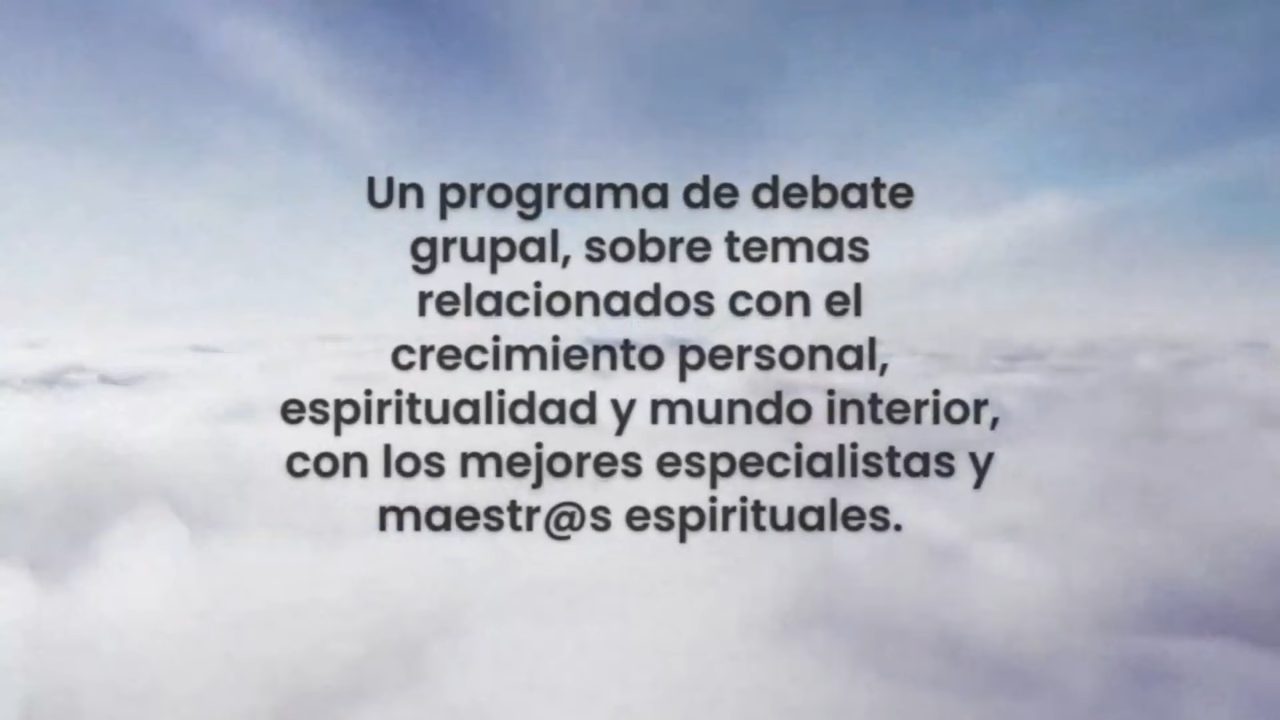 Un programa de debate
grupal, sobre temas
relacionados con el
crecimiento personal,
espiritualidad y mundo interior,
con los mejores especialistas y
maestr@s espirituales.